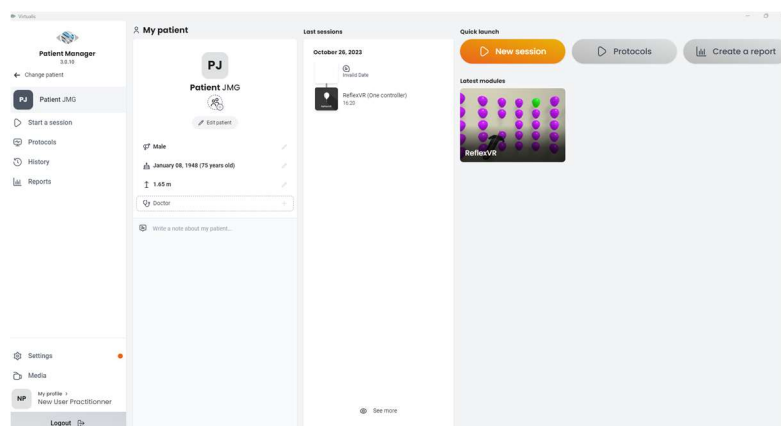 Virtualis
Patient Manager
3.8.10
Change patient
PJ
Patient JMG
Start a session
Protocols
History
Reports
Settings
Media
NP
My profile >
New User Practitionner
Logout
My patient
PJ
Patient JMG
Edit patient
Male
January 08, 1948 (75 years old)
1.65 m
Doctor
Write a note about my patient...
Last sessions
October 26, 2023
Invalid Date
ReflexVR (One controller)
16:25
See more
Quick launch
New session
Protocols
Create a report
Latest modules
ReflexVR